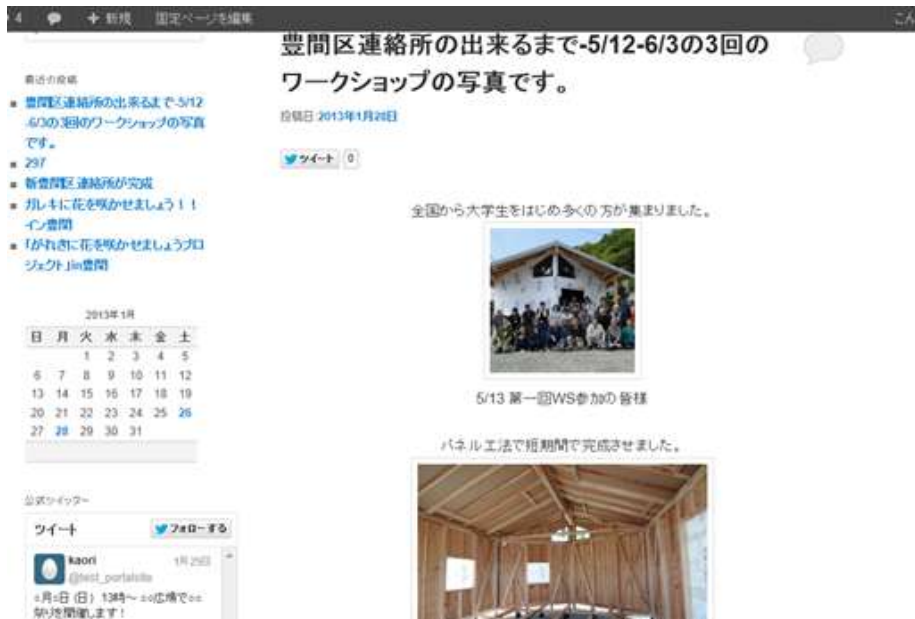 4 新規 固定ページを編集
最近の投稿
豊間区連絡所の出来るまで-5/12
-6/3の3回のワークショップの写真
です。
297
新豊間区連絡所が完成
ガレキに花を咲かせましょう！！
イン豊間
「がれきに花を咲かせましょうプロ
ジェクト」in豊間
2013年1月
日 月 火 水 木 金 土
1 2 3 4 5
6 7 8 9 10 11 12
13 14 15 16 17 18 19
20 21 22 23 24 25 26
27 28 29 30 31
公式ツイッター
ツイート フォローする
kaori 1月25日
@test_portalsite
○月○日（日） 13時～ ○○広場で○○
祭りを開催します！
豊間区連絡所の出来るまで-5/12-6/3の3回の
ワークショップの写真です。
投稿日:2013年1月28日
ツイート 0
全国から大学生をはじめ多くの方が集まりました。
5/13 第一回WS参加の皆様
パネル工法で短期間で完成させました。